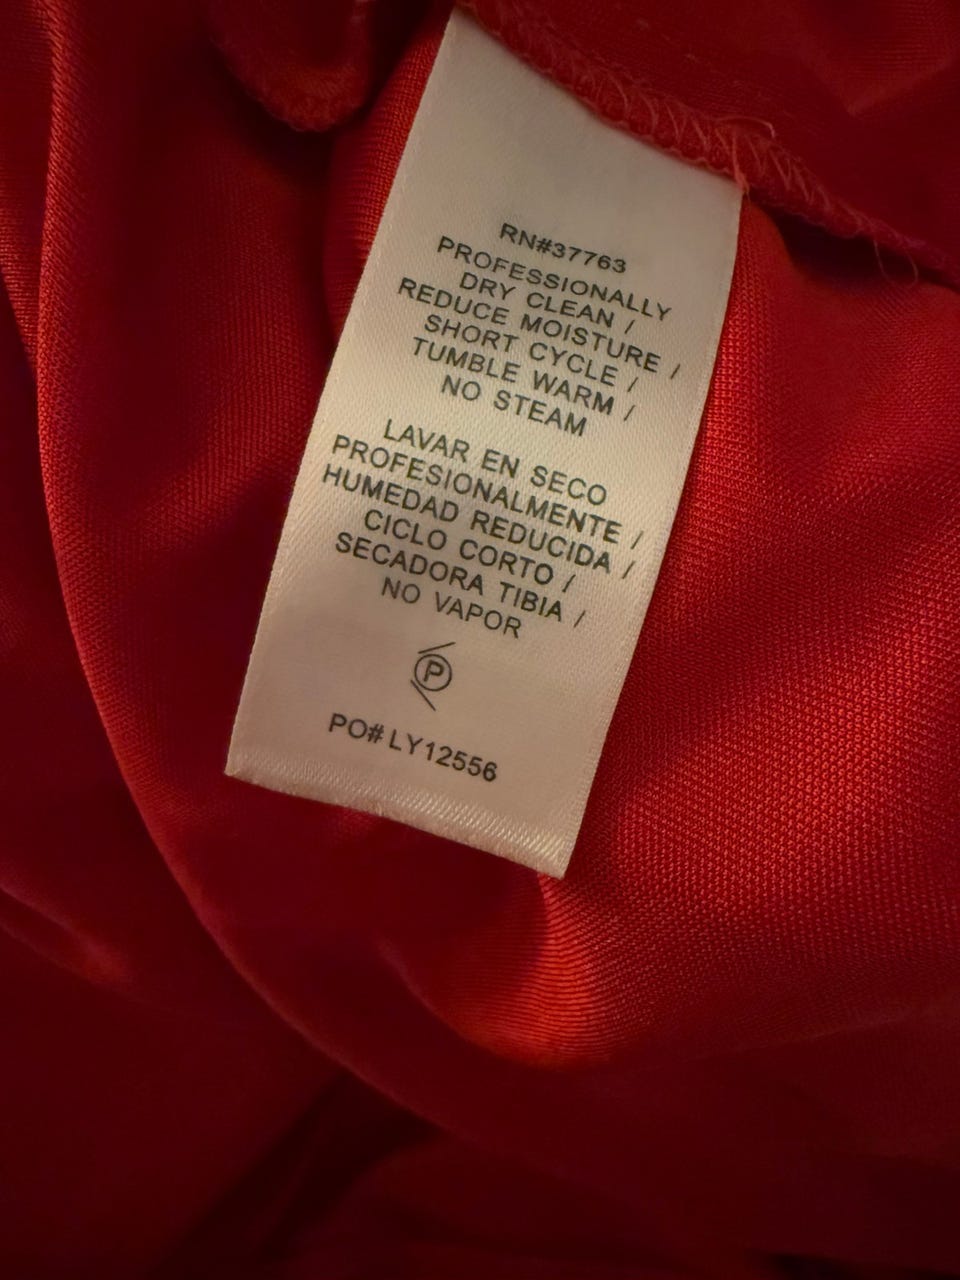 RN#37763
PROFESSIONALLY
DRY CLEAN /
REDUCE MOISTURE /
SHORT CYCLE /
TUMBLE WARM /
NO STEAM
LAVAR EN SECO
PROFESIONALMENTE /
HUMEDAD REDUCIDA /
CICLO CORTO /
SECADORA TIBIA /
NO VAPOR
P
PO# LY12556